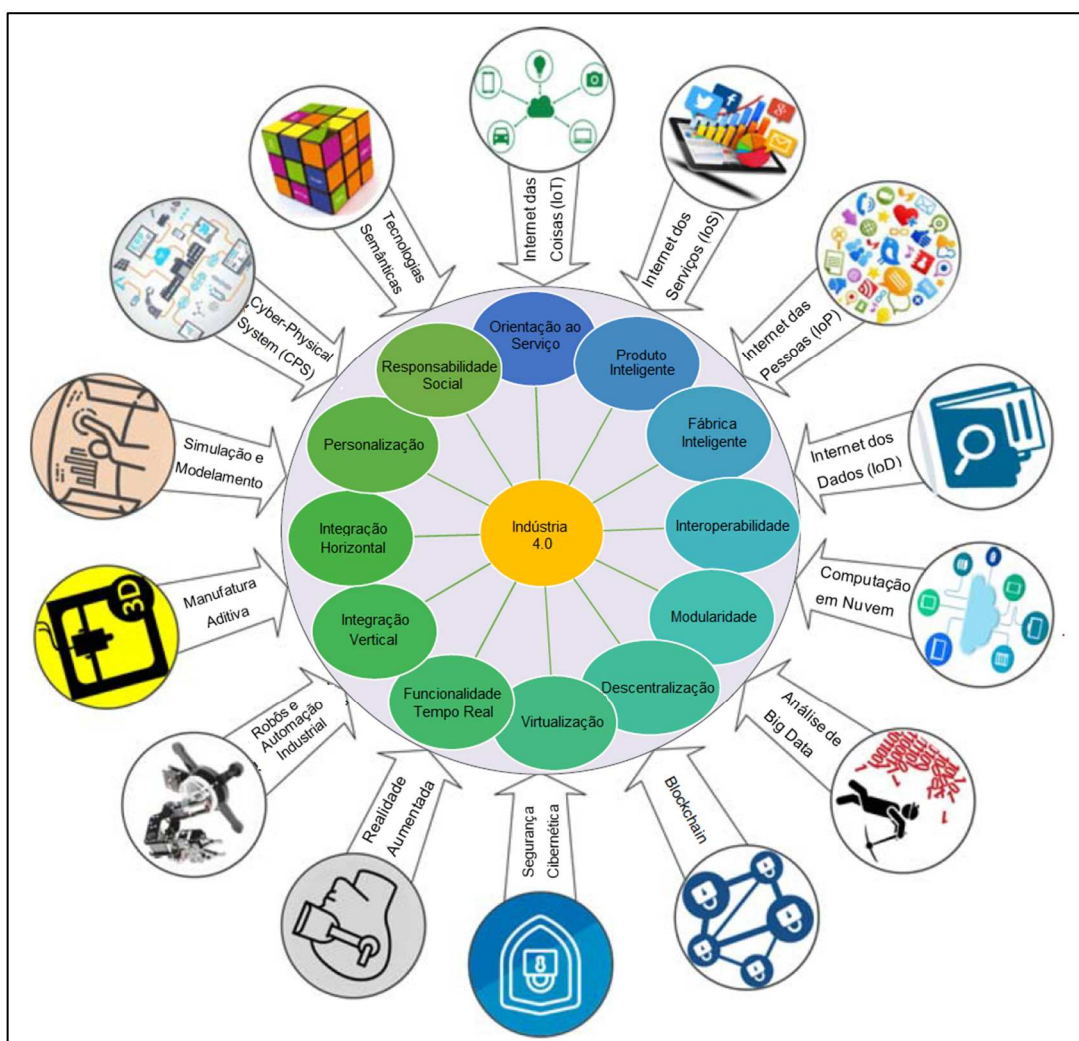 Internet das
Coisas (IoT)
Internet dos
Serviços (IoS)
Internet das
Pessoas (IoP)
Internet dos
Dados (IoD)
Computação
em Nuvem
Análise de
Big Data
Blockchain
Segurança
Cibernética
Realidade
Aumentada
Robôs e
Automação
Industrial
3D
Manufatura
Aditiva
Simulação e
Modelamento
Cyber-Physical
System (CPS)
Tecnologias
Semânticas
Orientação ao
Serviço
Produto
Inteligente
Fábrica
Inteligente
Interoperabilidade
Modularidade
Descentralização
Virtualização
Funcionalidade
Tempo Real
Integração
Vertical
Integração
Horizontal
Personalização
Responsabilidade
Social
Indústria
4.0